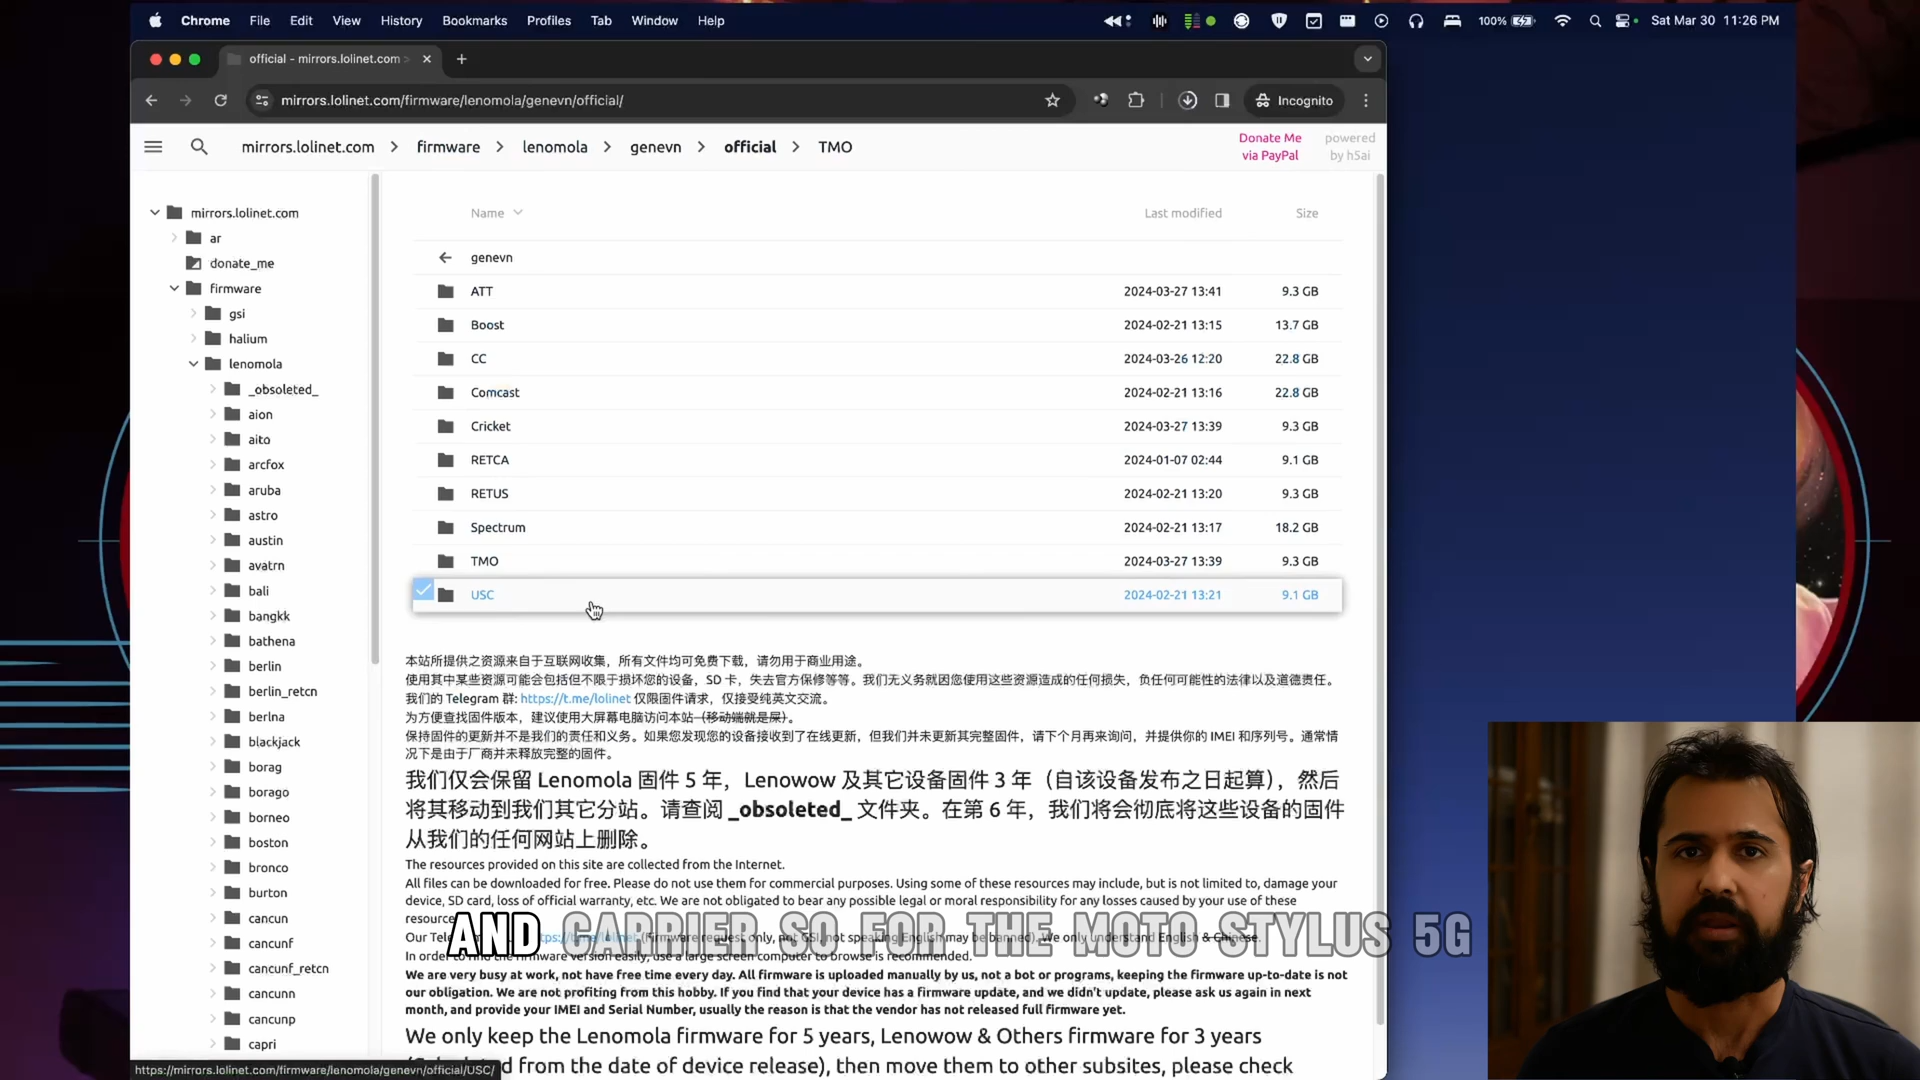 Chrome File Edit View History Bookmarks Profiles Tab Window Help 100% Sat Mar 30 11:26 PM
official - mirrors.lolinet.com >
mirrors.lolinet.com/firmware/lenomola/genevn/official/ Incognito
mirrors.lolinet.com > firmware > lenomola > genevn > official > TMO
Donate Me via PayPal
powered by h5ai
mirrors.lolinet.com
ar
donate_me
firmware
gsi
halium
lenomola
_obsoleted_
aion
aito
arcfox
aruba
astro
austin
avatrn
bali
bangkk
bathena
berlin
berlin_retcn
berlna
blackjack
borag
borago
borneo
boston
bronco
burton
cancun
cancunf
cancunf_retcn
cancunn
cancunp
capri
Name Last modified Size
genevn
ATT 2024-03-27 13:41 9.3 GB
Boost 2024-02-21 13:15 13.7 GB
CC 2024-03-26 12:20 22.8 GB
Comcast 2024-02-21 13:16 22.8 GB
Cricket 2024-03-27 13:39 9.3 GB
RETCA 2024-01-07 02:44 9.1 GB
RETUS 2024-02-21 13:20 9.3 GB
Spectrum 2024-02-21 13:17 18.2 GB
TMO 2024-03-27 13:39 9.3 GB
USC 2024-02-21 13:21 9.1 GB
本站所提供之资源来自于互联网收集，所有文件均可免费下载，请勿用于商业用途。
使用其中某些资源可能会包括但不限于损坏您的设备，SD 卡，失去官方保修等等。我们无义务就因您使用这些资源造成的任何损失，负任何可能性的法律以及道德责任。
我们的 Telegram 群: https://t.me/lolinet 仅限固件请求，仅接受纯英文交流。
为方便查找固件版本，建议使用大屏幕电脑访问本站（移动端就是屎）。
保持固件的更新并不是我们的责任和义务。如果您发现您的设备接收到了在线更新，但我们并未更新其完整固件，请下个月再来询问，并提供你的 IMEI 和序列号。通常情
况下是由于厂商并未释放完整的固件。
我们仅会保留 Lenomola 固件 5 年，Lenowow 及其它设备固件 3 年（自该设备发布之日起算），然后
将其移动到我们其它分站。请查阅 _obsoleted_ 文件夹。在第 6 年，我们将会彻底将这些设备的固件
从我们的任何网站上删除。
The resources provided on this site are collected from the Internet.
All files can be downloaded for free. Please do not use them for commercial purposes. Using some of these resources may include, but is not limited to, damage your
device, SD card, loss of official warranty, etc. We are not obligated to bear any possible legal or moral responsibility for any losses caused by your use of these
AND CARRIER SO FOR THE MOTO STYLUS 5G
In order to find the firmware version easily, use a large screen computer to browse is recommended.
We are very busy at work, not have free time every day. All firmware is uploaded manually by us, not a bot or programs, keeping the firmware up-to-date is not
our obligation. We are not profiting from this hobby. If you find that your device has a firmware update, and we didn't update, please ask us again in next
month, and provide your IMEI and Serial Number, usually the reason is that the vendor has not released full firmware yet.
We only keep the Lenomola firmware for 5 years, Lenowow & Others firmware for 3 years
from the date of device release), then move them to other subsites, please check
https://mirrors.lolinet.com/firmware/lenomola/genevn/official/USC/